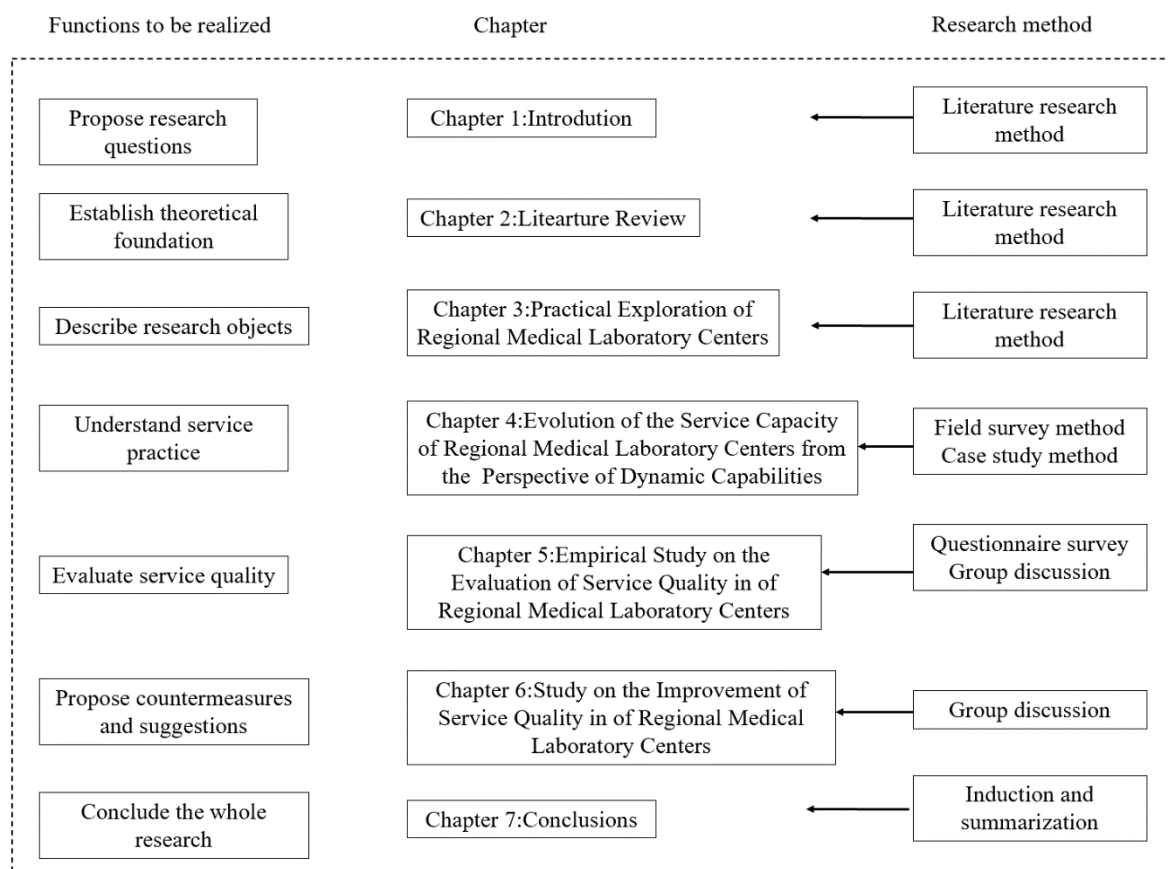 Functions to be realized
Chapter
Research method
Propose research
questions
Chapter 1:Introdution
Literature research
method
Establish theoretical
foundation
Chapter 2:Litearture Review
Literature research
method
Describe research objects
Chapter 3:Practical Exploration of
Regional Medical Laboratory Centers
Literature research
method
Understand service
practice
Chapter 4:Evolution of the Service Capacity
of Regional Medical Laboratory Centers from
the Perspective of Dynamic Capabilities
Field survey method
Case study method
Evaluate service quality
Chapter 5:Empirical Study on the
Evaluation of Service Quality in of
Regional Medical Laboratory Centers
Questionnaire survey
Group discussion
Propose countermeasures
and suggestions
Chapter 6:Study on the Improvement of
Service Quality in of Regional Medical
Laboratory Centers
Group discussion
Conclude the whole
research
Chapter 7:Conclusions
Induction and
summarization